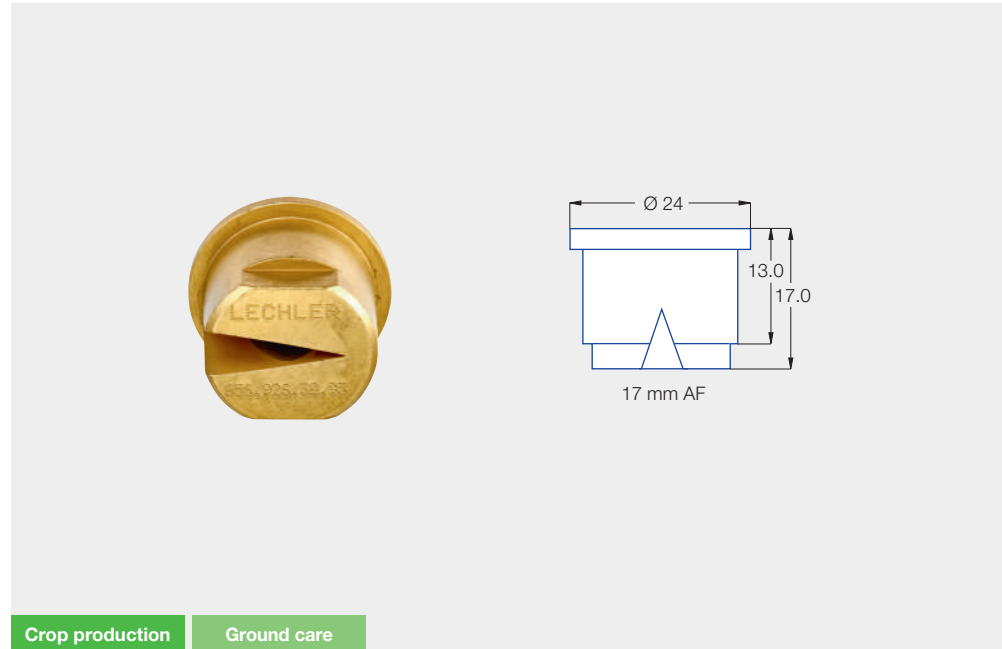 LECHLER
Ø 24
13.0
17.0
17 mm AF
Crop production
Ground care